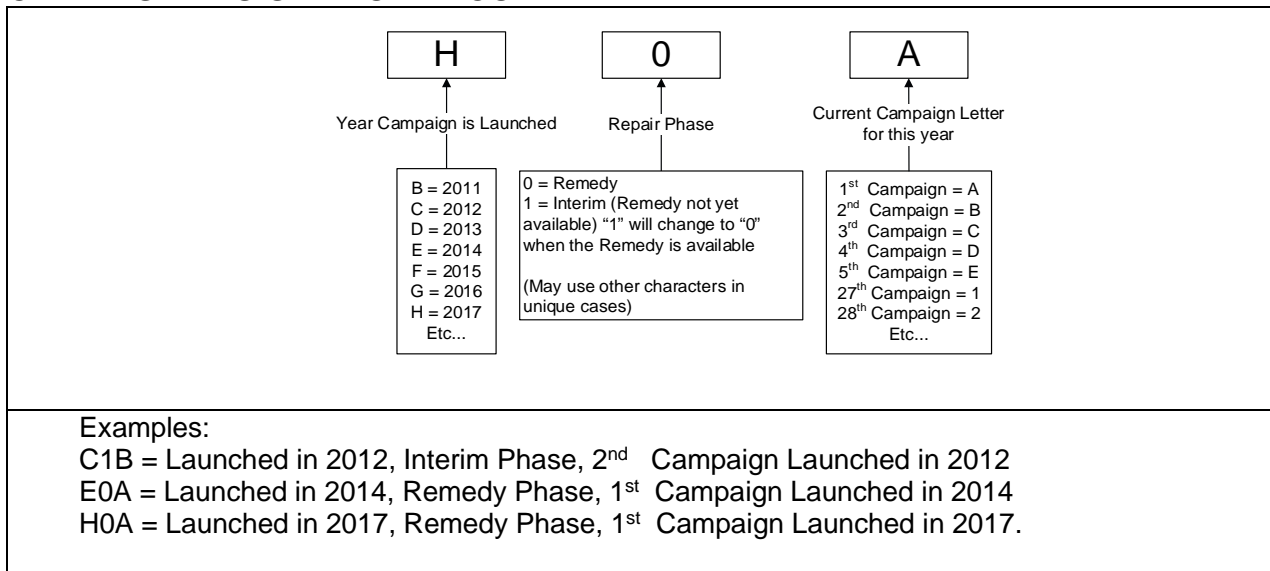 H
0
A
Year Campaign is Launched
Repair Phase
Current Campaign Letter
for this year
B = 2011
C = 2012
D = 2013
E = 2014
F = 2015
G = 2016
H = 2017
Etc...
0 = Remedy
1 = Interim (Remedy not yet
available) “1” will change to “0”
when the Remedy is available
(May use other characters in
unique cases)
1st Campaign = A
2nd Campaign = B
3rd Campaign = C
4th Campaign = D
5th Campaign = E
27th Campaign = 1
28th Campaign = 2
Etc...
Examples:
C1B = Launched in 2012, Interim Phase, 2nd Campaign Launched in 2012
E0A = Launched in 2014, Remedy Phase, 1st Campaign Launched in 2014
H0A = Launched in 2017, Remedy Phase, 1st Campaign Launched in 2017.